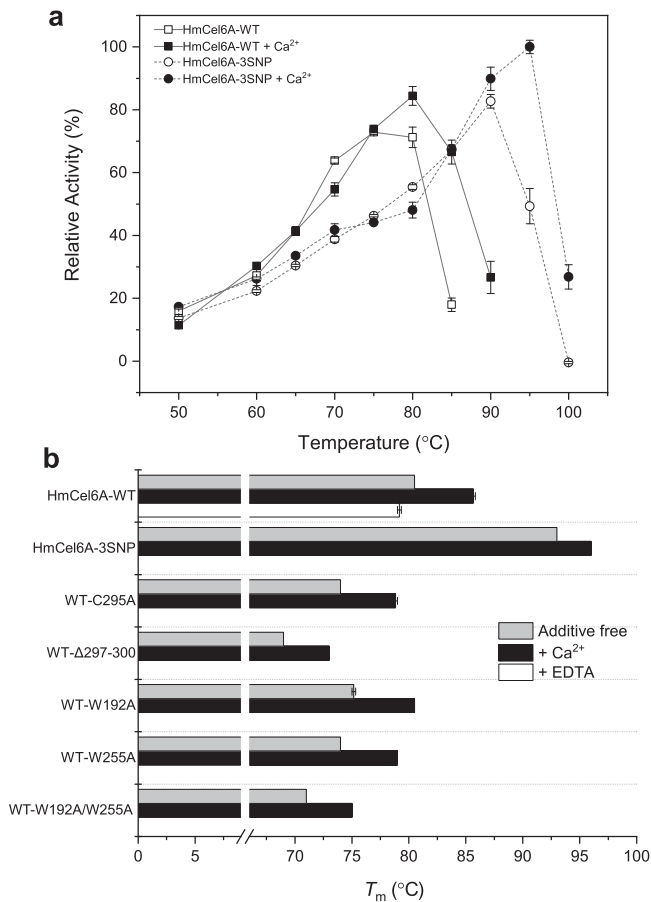 a
HmCel6A-WT
HmCel6A-WT + Ca²⁺
HmCel6A-3SNP
HmCel6A-3SNP + Ca²⁺
100
80
60
40
20
0
Relative Activity (%)
50 60 70 80 90 100
Temperature (°C)
b
HmCel6A-WT
HmCel6A-3SNP
WT-C295A
WT-Δ297-300
WT-W192A
WT-W255A
WT-W192A/W255A
Additive free
+ Ca²⁺
+ EDTA
0 5 70 75 80 85 90 95 100
Tm (°C)